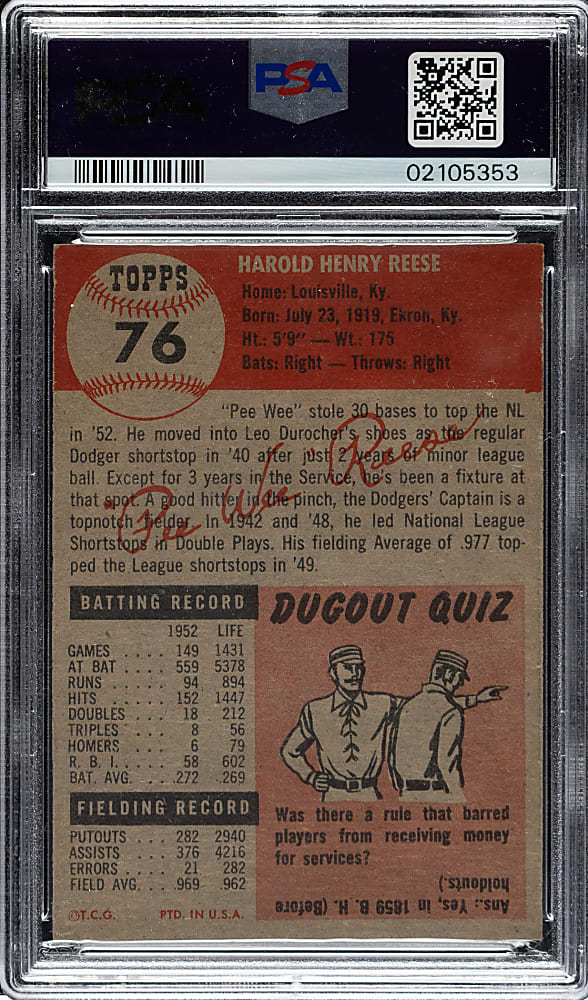 PSA
PSA
02105353
TOPPS
76
HAROLD HENRY REESE
Home: Louisville, Ky.
Born: July 23, 1919, Ekron, Ky.
Ht.: 5'9" — Wt.: 175
Bats: Right — Throws: Right
"Pee Wee" stole 30 bases to top the NL
in '52. He moved into Leo Durocher's shoes as the regular
Dodger shortstop in '40 after just 2 years of minor league
ball. Except for 3 years in the Service, he's been a fixture at
that spot. A good hitter in the pinch, the Dodgers' Captain is a
topnotch fielder. In 1942 and '48, he led National League
Shortstops in Double Plays. His fielding Average of .977 top-
ped the League shortstops in '49.
"Pee Wee" Reese
BATTING RECORD
1952 LIFE
GAMES .... 149 1431
AT BAT .... 559 5378
RUNS ..... 94 894
HITS ...... 152 1447
DOUBLES ... 18 212
TRIPLES .... 8 56
HOMERS ... 6 79
R. B. I. .... 58 602
BAT. AVG. ... .272 .269
FIELDING RECORD
PUTOUTS ... 282 2940
ASSISTS ... 376 4216
ERRORS ... 21 282
FIELD AVG. . .969 .962
©T.C.G. PTD. IN U.S.A.
DUGOUT QUIZ
Was there a rule that barred
players from receiving money
for services?
Ans.: Yes, in 1859 B. H. (Before
holdouts.)